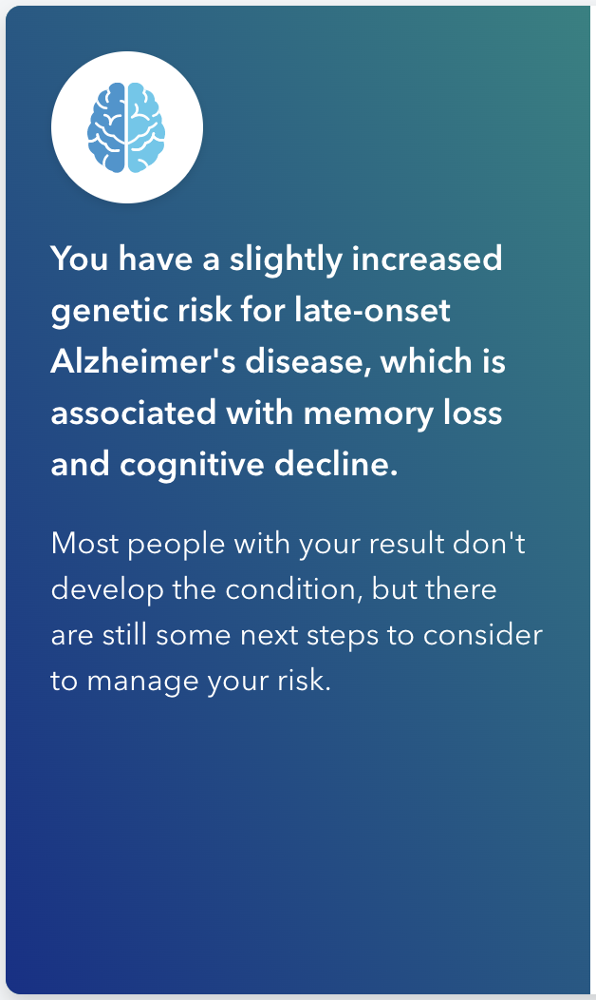 You have a slightly increased
genetic risk for late-onset
Alzheimer's disease, which is
associated with memory loss
and cognitive decline.
Most people with your result don't
develop the condition, but there
are still some next steps to consider
to manage your risk.